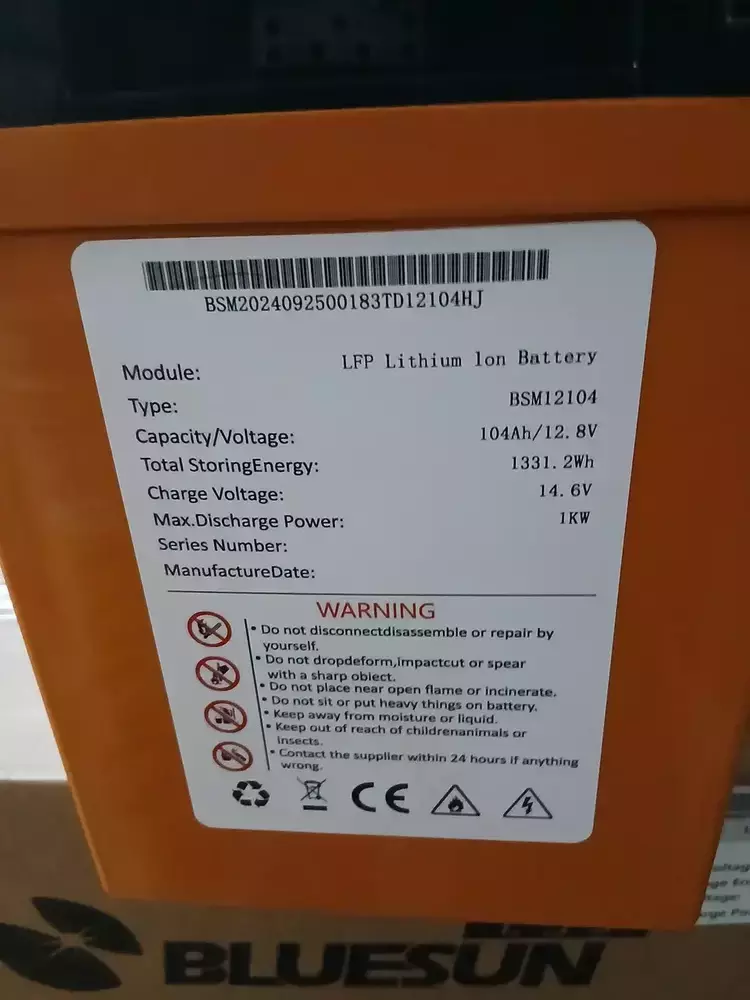 BSM2024092500183TD12104HJ
Module: LFP Lithium lon Battery
Type: BSM12104
Capacity/Voltage: 104Ah/12.8V
Total StoringEnergy: 1331.2Wh
Charge Voltage: 14.6V
Max.Discharge Power: 1KW
Series Number:
ManufactureDate:
WARNING
• Do not disconnectdisassemble or repair by
yourself.
• Do not dropdeform,impactcut or spear
with a sharp obiect.
• Do not place near open flame or incinerate.
• Do not sit or put heavy things on battery.
• Keep away from moisture or liquid.
• Keep out of reach of childrenanimals or
insects.
• Contact the supplier within 24 hours if anything
wrong.
CE
BLUESUN